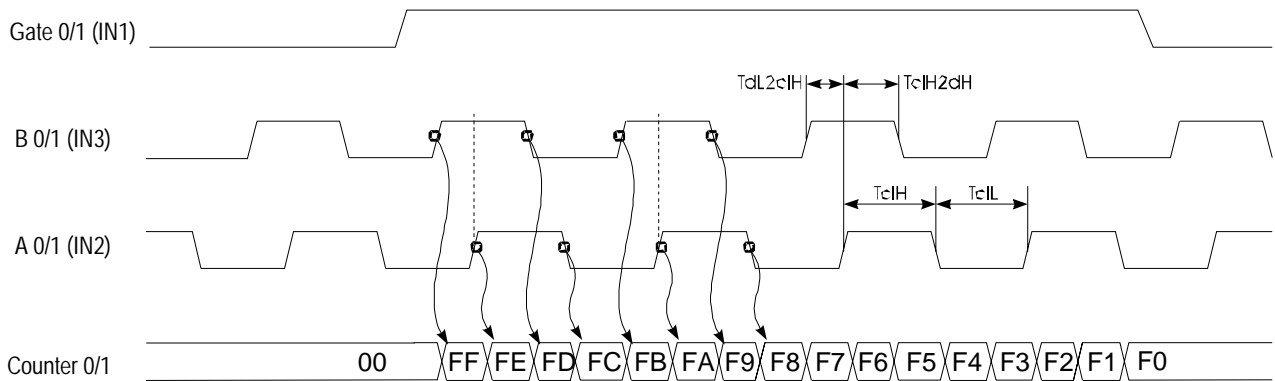 Gate 0/1 (IN1)
TdL2clH
TclH2dH
B 0/1 (IN3)
TclH
TclL
A 0/1 (IN2)
Counter 0/1
00 FF FE FD FC FB FA F9 F8 F7 F6 F5 F4 F3 F2 F1 F0